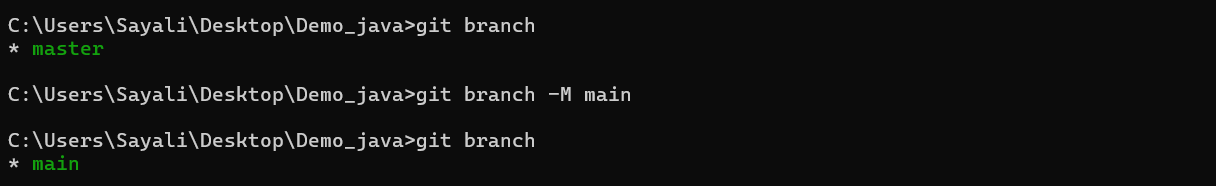 C:\Users\Sayali\Desktop\Demo_java>git branch
* master
C:\Users\Sayali\Desktop\Demo_java>git branch -M main
C:\Users\Sayali\Desktop\Demo_java>git branch
* main